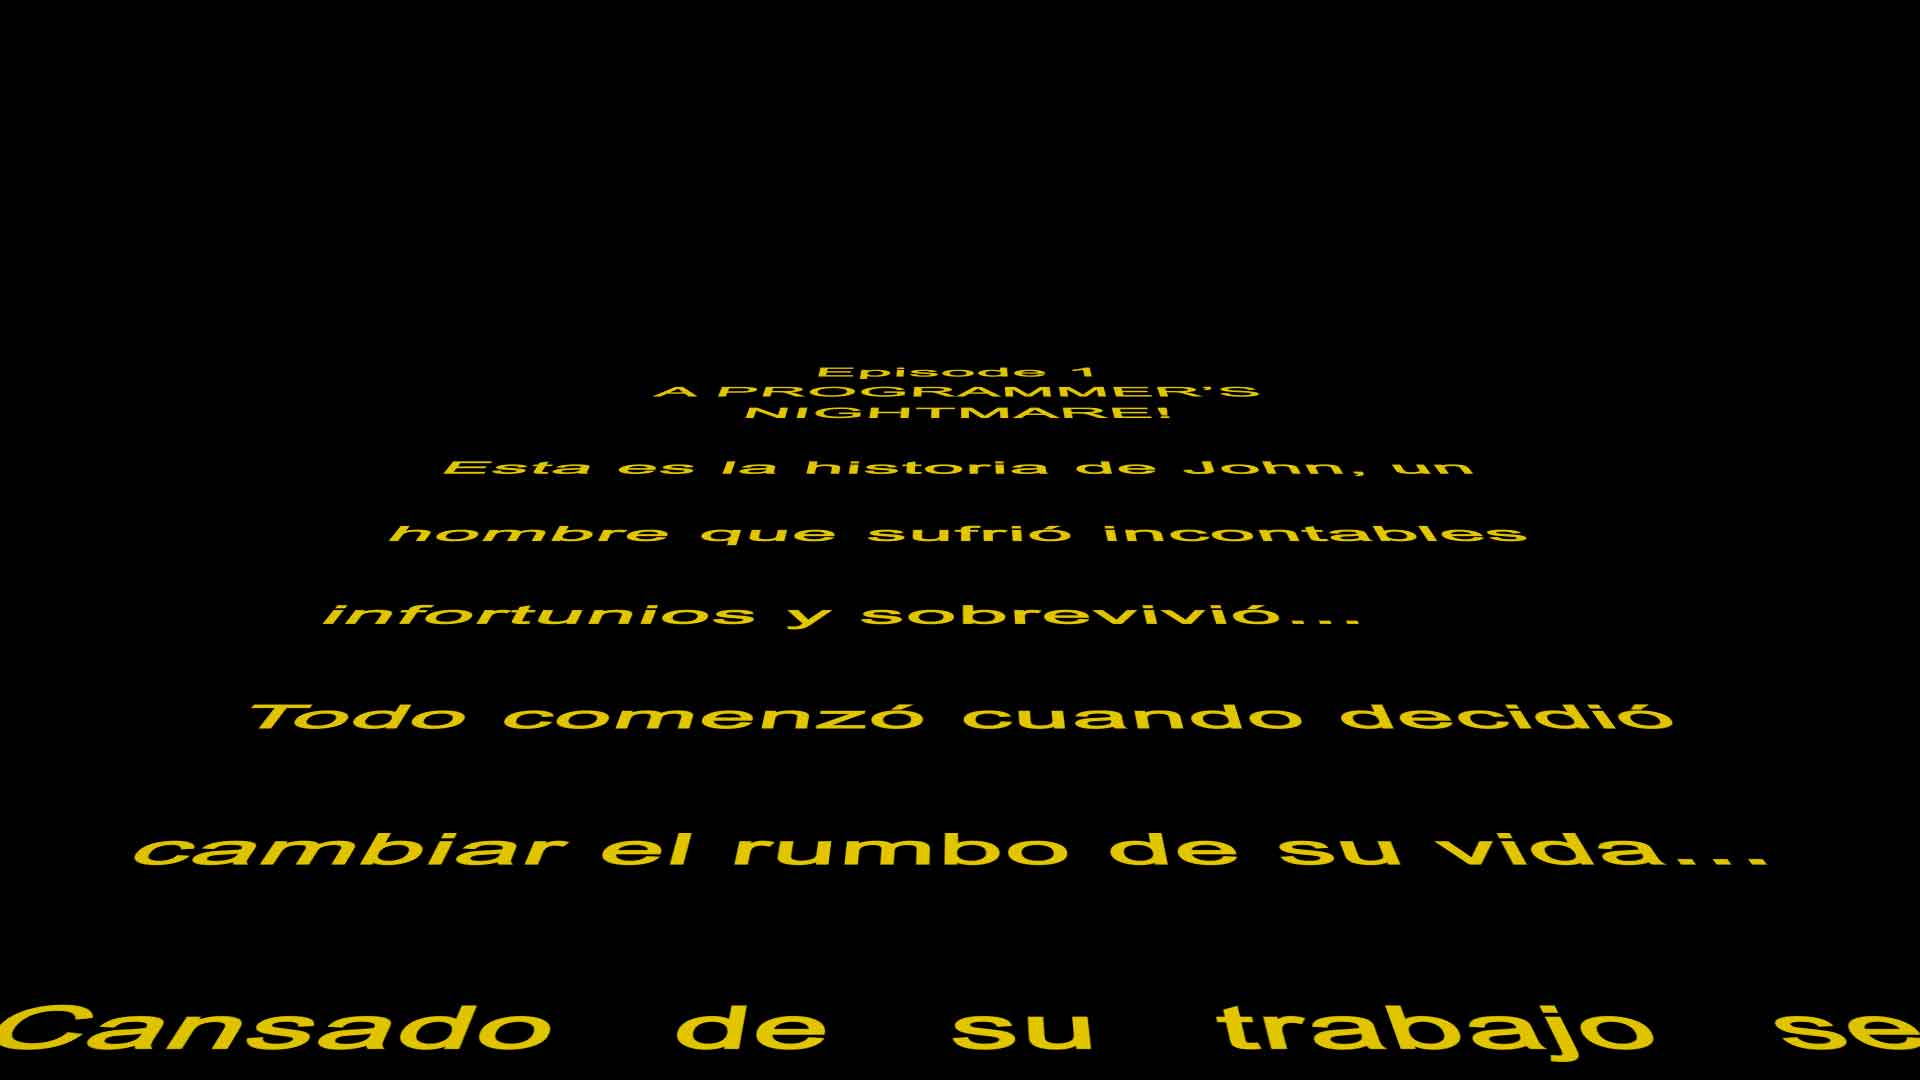 Episode 1
A PROGRAMMER'S
NIGHTMARE!
Esta es la historia de John, un
hombre que sufrió incontables
infortunios y sobrevivió...
Todo comenzó cuando decidió
cambiar el rumbo de su vida...
Cansado de su trabajo se